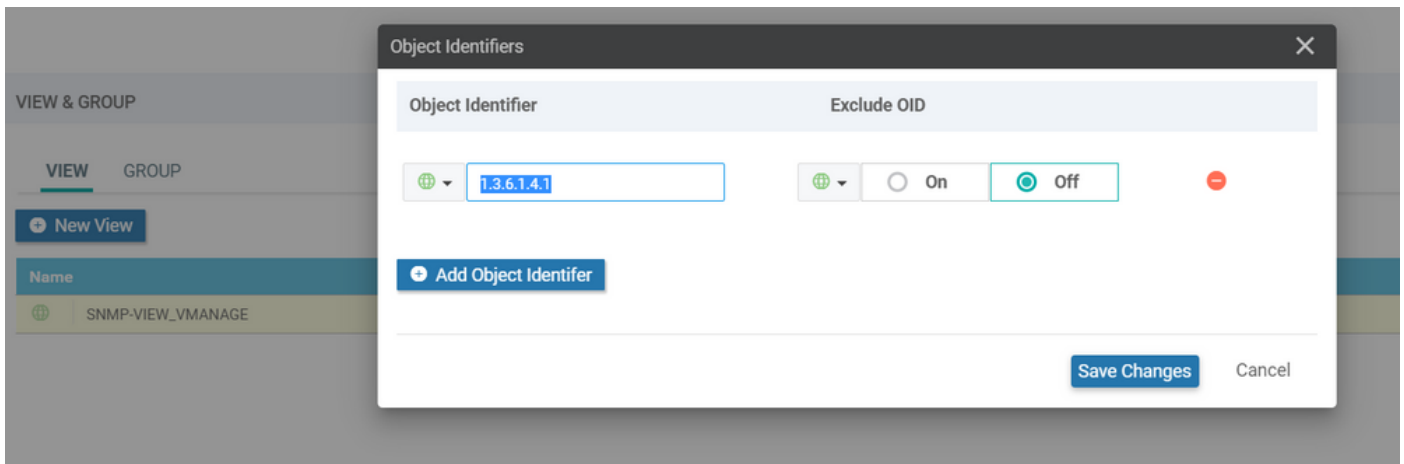 Object Identifiers
Object Identifier Exclude OID
1.3.6.1.4.1 On Off
Add Object Identifer
Save Changes Cancel
VIEW & GROUP
VIEW GROUP
New View
Name
SNMP-VIEW_VMANAGE